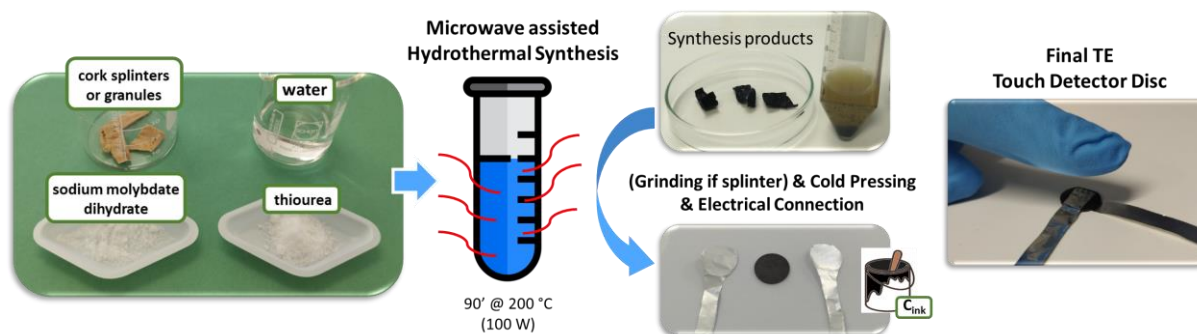 cork splinters
or granules
water
sodium molybdate
dihydrate
thiourea
Microwave assisted
Hydrothermal Synthesis
90' @ 200 °C
(100 W)
Synthesis products
(Grinding if splinter) & Cold Pressing
& Electrical Connection
Cink
Final TE
Touch Detector Disc